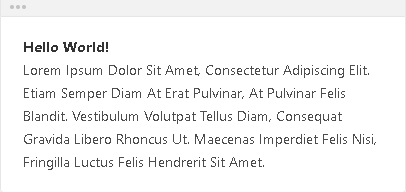 Hello World!
Lorem Ipsum Dolor Sit Amet, Consectetur Adipiscing Elit.
Etiam Semper Diam At Erat Pulvinar, At Pulvinar Felis
Blandit. Vestibulum Volutpat Tellus Diam, Consequat
Gravida Libero Rhoncus Ut. Maecenas Imperdiet Felis Nisi,
Fringilla Luctus Felis Hendrerit Sit Amet.